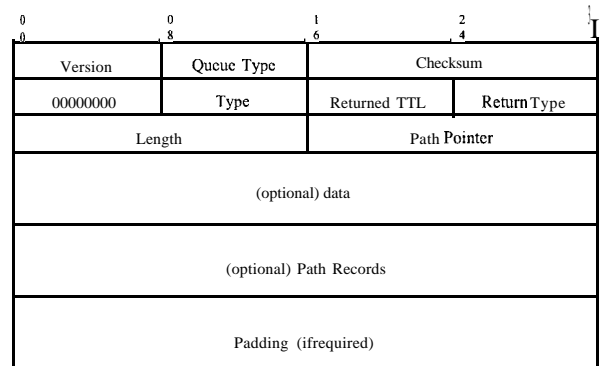 0 0 1 2
0 8 6 4
Version Queue Type Checksum
00000000 Type Returned TTL Return Type
Length Path Pointer
(optional) data
(optional) Path Records
Padding (ifrequired)